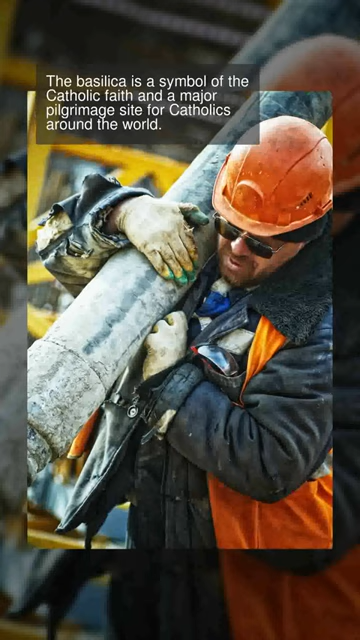 The basilica is a symbol of the
Catholic faith and a major
pilgrimage site for Catholics
around the world.